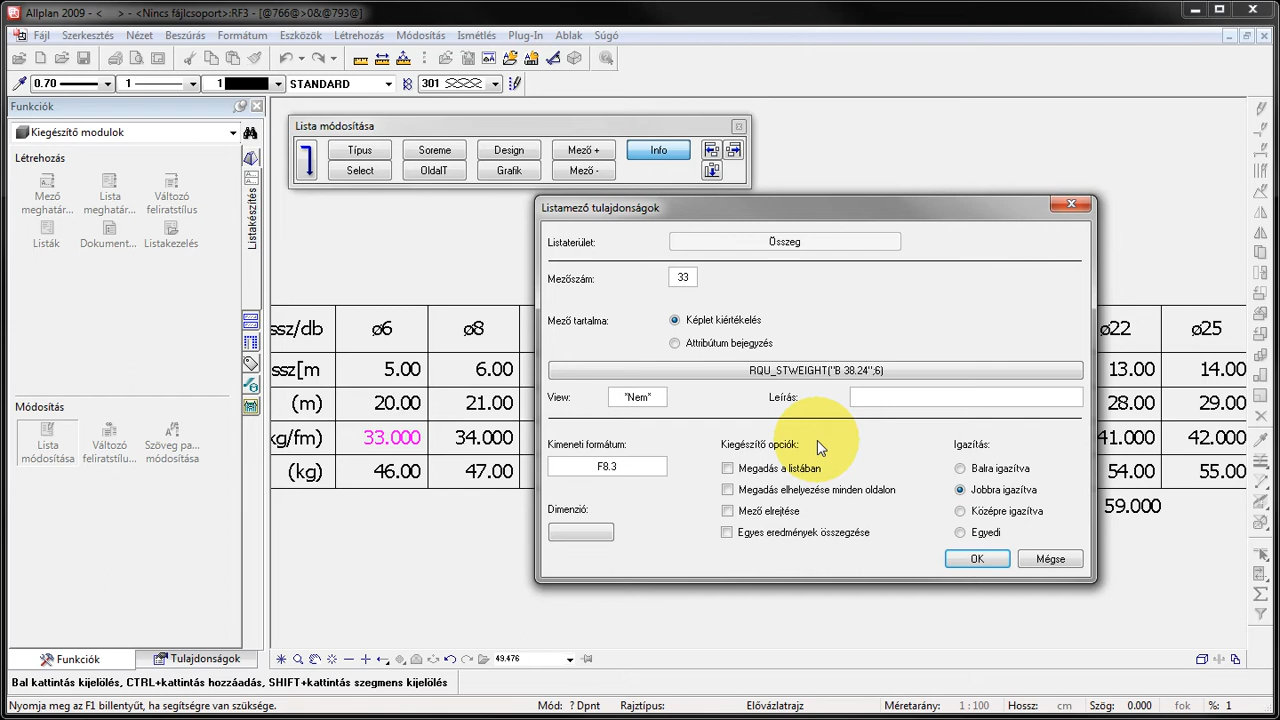 Allplan 2009 - < > - <Nincs fájlcsoport>:RF3 - [@766@>0&@793@]
Fájl Szerkesztés Nézet Beszúrás Formátum Eszközök Létrehozás Módosítás Ismétlés Plug-In Ablak Súgó
0.70 1 1 STANDARD 301
Funkciók
Kiegészítő modulok
Létrehozás
Mező meghatár... Lista meghatár... Változó feliratstílus
Listák Dokument... Listakezelés
Listakészítés
Módosítás
Lista módosítása Változó feliratstílu... Szöveg pa... módosítása
Funkciók Tulajdonságok
Lista módosítása
Típus Soreme Design Mező + Info
Select OldalT Grafik Mező -
ssz/db ø6 ø8 ø22 ø25
ssz[m 5.00 6.00 13.00 14.00
(m) 20.00 21.00 28.00 29.00
kg/fm) 33.000 34.000 41.000 42.000
(kg) 46.00 47.00 54.00 55.00
59.000
Listamező tulajdonságok
Listaterület: Összeg
Mezőszám: 33
Mező tartalma: Képlet kiértékelés
Attribútum bejegyzés
RQU_STWEIGHT("B 38.24";6)
View: "Nem" Leírás:
Kimeneti formátum: Kiegészítő opciók: Igazítás:
F8.3 Megadás a listában Balra igazítva
Megadás elhelyezése minden oldalon Jobbra igazítva
Dimenzió: Mező elrejtése Középre igazítva
Egyes eredmények összegzése Egyedi
OK Mégse
49.476
Bal kattintás kijelölés, CTRL+kattintás hozzáadás, SHIFT+kattintás szegmens kijelölés
Nyomja meg az F1 billentyűt, ha segítségre van szüksége. Mód: ? Dpnt Rajztípus: Elővázlatrajz Méretarány: 1 : 100 Hossz: cm Szög: 0.000 fok %: 1